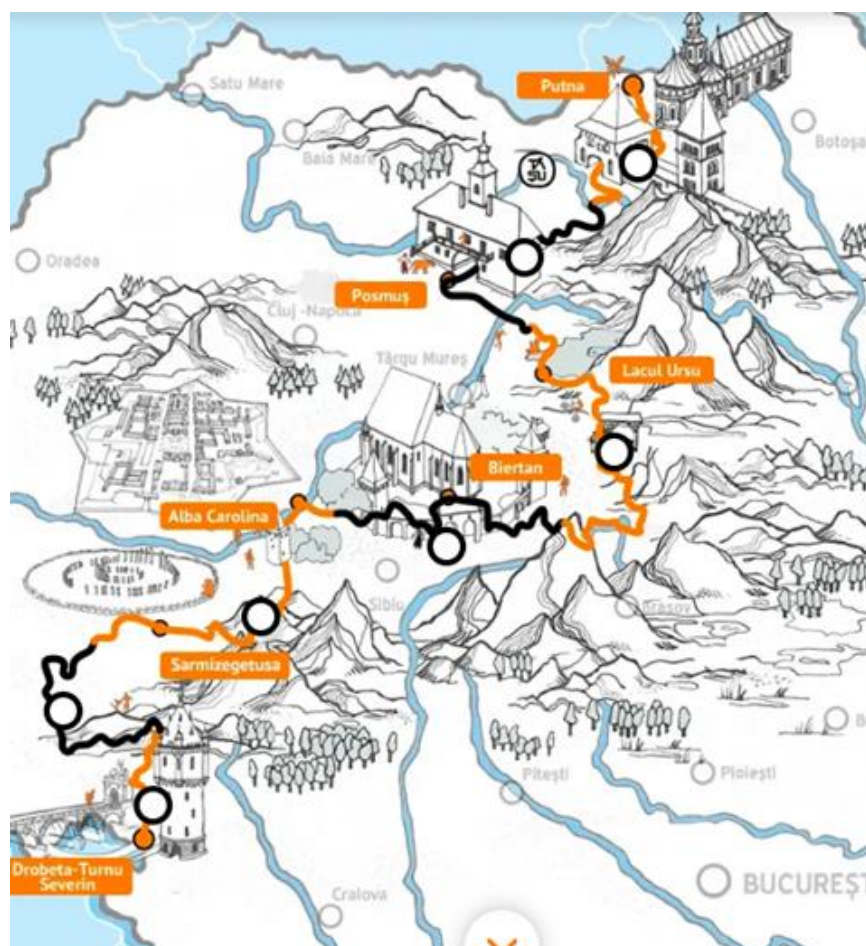 Satu Mare
Putna
Baia Mare
Botoșa
Oradea
Posmuș
Cluj -Napoca
Târgu Mureș
Lacul Ursu
Biertan
Alba Carolina
Sibiu
Brașov
Sarmizegetusa
B
Pitești
Ploiești
Drobeta-Turnu
Severin
Craiova
BUCUREȘT